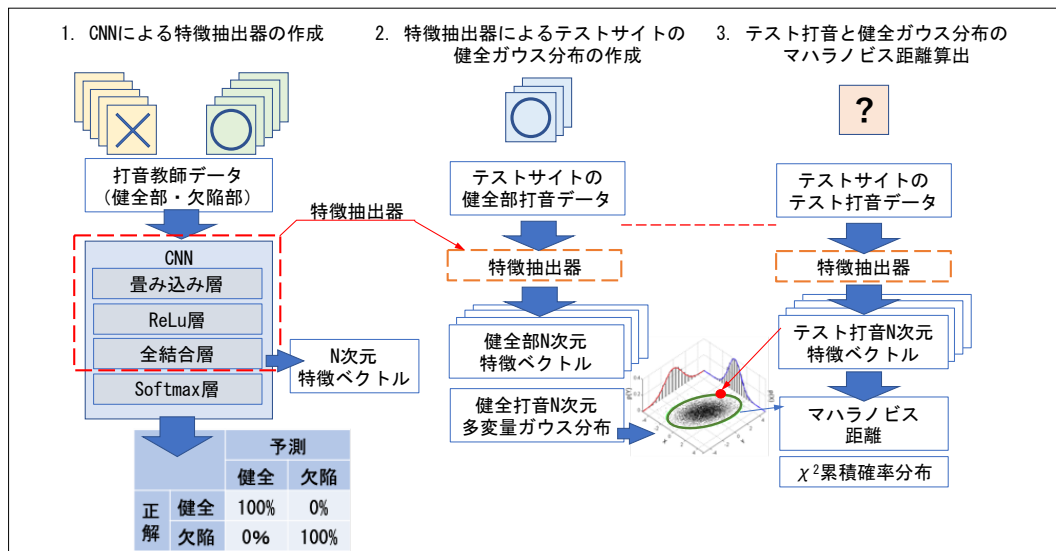 1. CNNによる特徴抽出器の作成
打音教師データ
(健全部・欠陥部)
特徴抽出器
CNN
畳み込み層
ReLu層
全結合層
Softmax層
N次元
特徴ベクトル
予測
健全 欠陥
正解
健全 100% 0%
欠陥 0% 100%
2. 特徴抽出器によるテストサイトの
健全ガウス分布の作成
テストサイトの
健全部打音データ
特徴抽出器
健全部N次元
特徴ベクトル
健全打音N次元
多変量ガウス分布
3. テスト打音と健全ガウス分布の
マハラノビス距離算出
?
テストサイトの
テスト打音データ
特徴抽出器
テスト打音N次元
特徴ベクトル
マハラノビス
距離
χ²累積確率分布